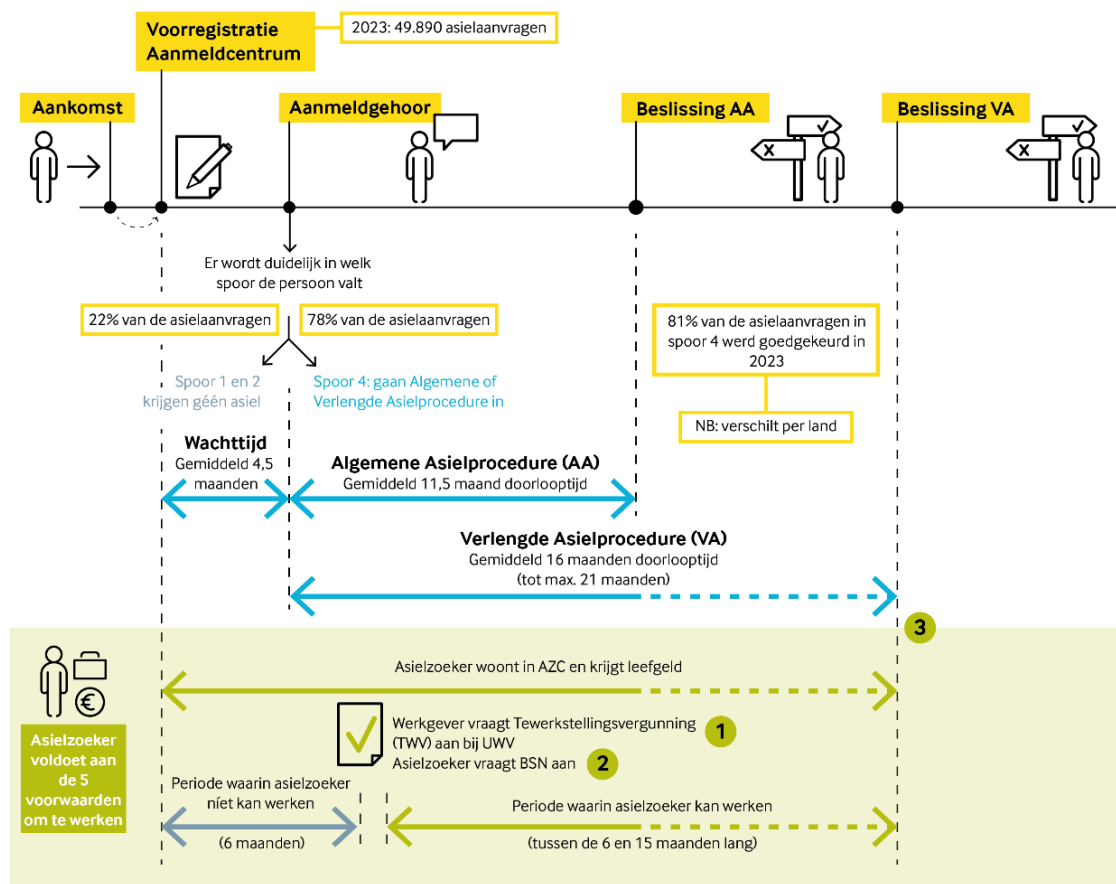 Voorregistratie
Aanmeldcentrum
2023: 49.890 asielaanvragen
Aankomst
Aanmeldgehoor
Beslissing AA
Beslissing VA
Er wordt duidelijk in welk
spoor de persoon valt
22% van de asielaanvragen
78% van de asielaanvragen
81% van de asielaanvragen in
spoor 4 werd goedgekeurd in
2023
NB: verschilt per land
Spoor 1 en 2
krijgen géén asiel
Spoor 4: gaan Algemene of
Verlengde Asielprocedure in
Wachttijd
Gemiddeld 4,5
maanden
Algemene Asielprocedure (AA)
Gemiddeld 11,5 maand doorlooptijd
Verlengde Asielprocedure (VA)
Gemiddeld 16 maanden doorlooptijd
(tot max. 21 maanden)
3
Asielzoeker woont in AZC en krijgt leefgeld
€
Asielzoeker
voldoet aan
de 5
voorwaarden
om te werken
Werkgever vraagt Tewerkstellingsvergunning
(TWV) aan bij UWV
1
Asielzoeker vraagt BSN aan
2
Periode waarin asielzoeker
níet kan werken
(6 maanden)
Periode waarin asielzoeker kan werken
(tussen de 6 en 15 maanden lang)